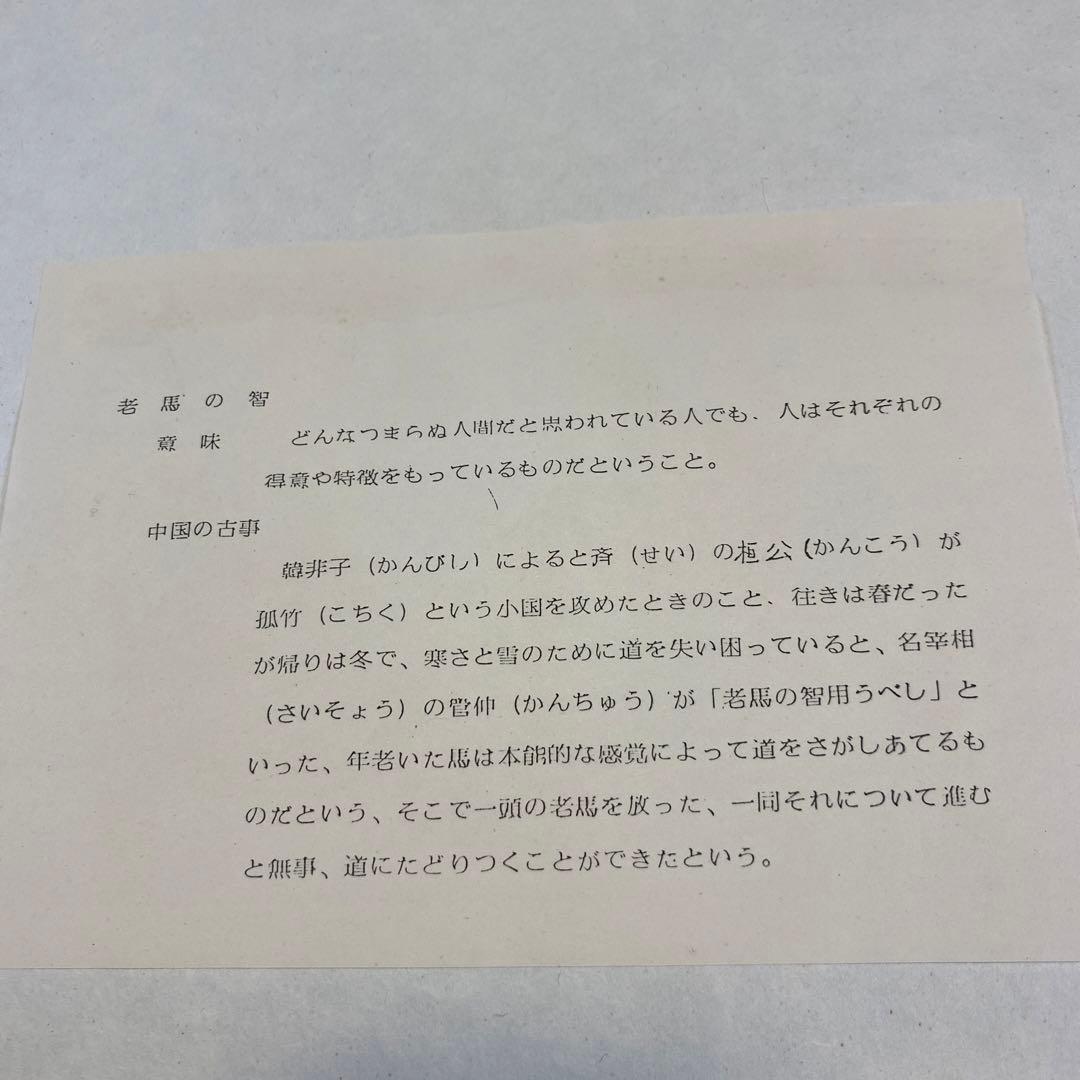 老馬の智
意味 どんなつまらぬ人間だと思われている人でも、人はそれぞれの
得意や特徴をもっているものだということ。
中国の古事
韓非子（かんびし）によると斉（せい）の桓公（かんこう）が
孤竹（こちく）という小国を攻めたときのこと、往きは春だった
が帰りは冬で、寒さと雪のために道を失い困っていると、名宰相
（さいそょう）の管仲（かんちゅう）が「老馬の智用うべし」と
いった、年老いた馬は本能的な感覚によって道をさがしあてるも
のだという、そこで一頭の老馬を放った、一同それについて進む
と無事、道にたどりつくことができたという。